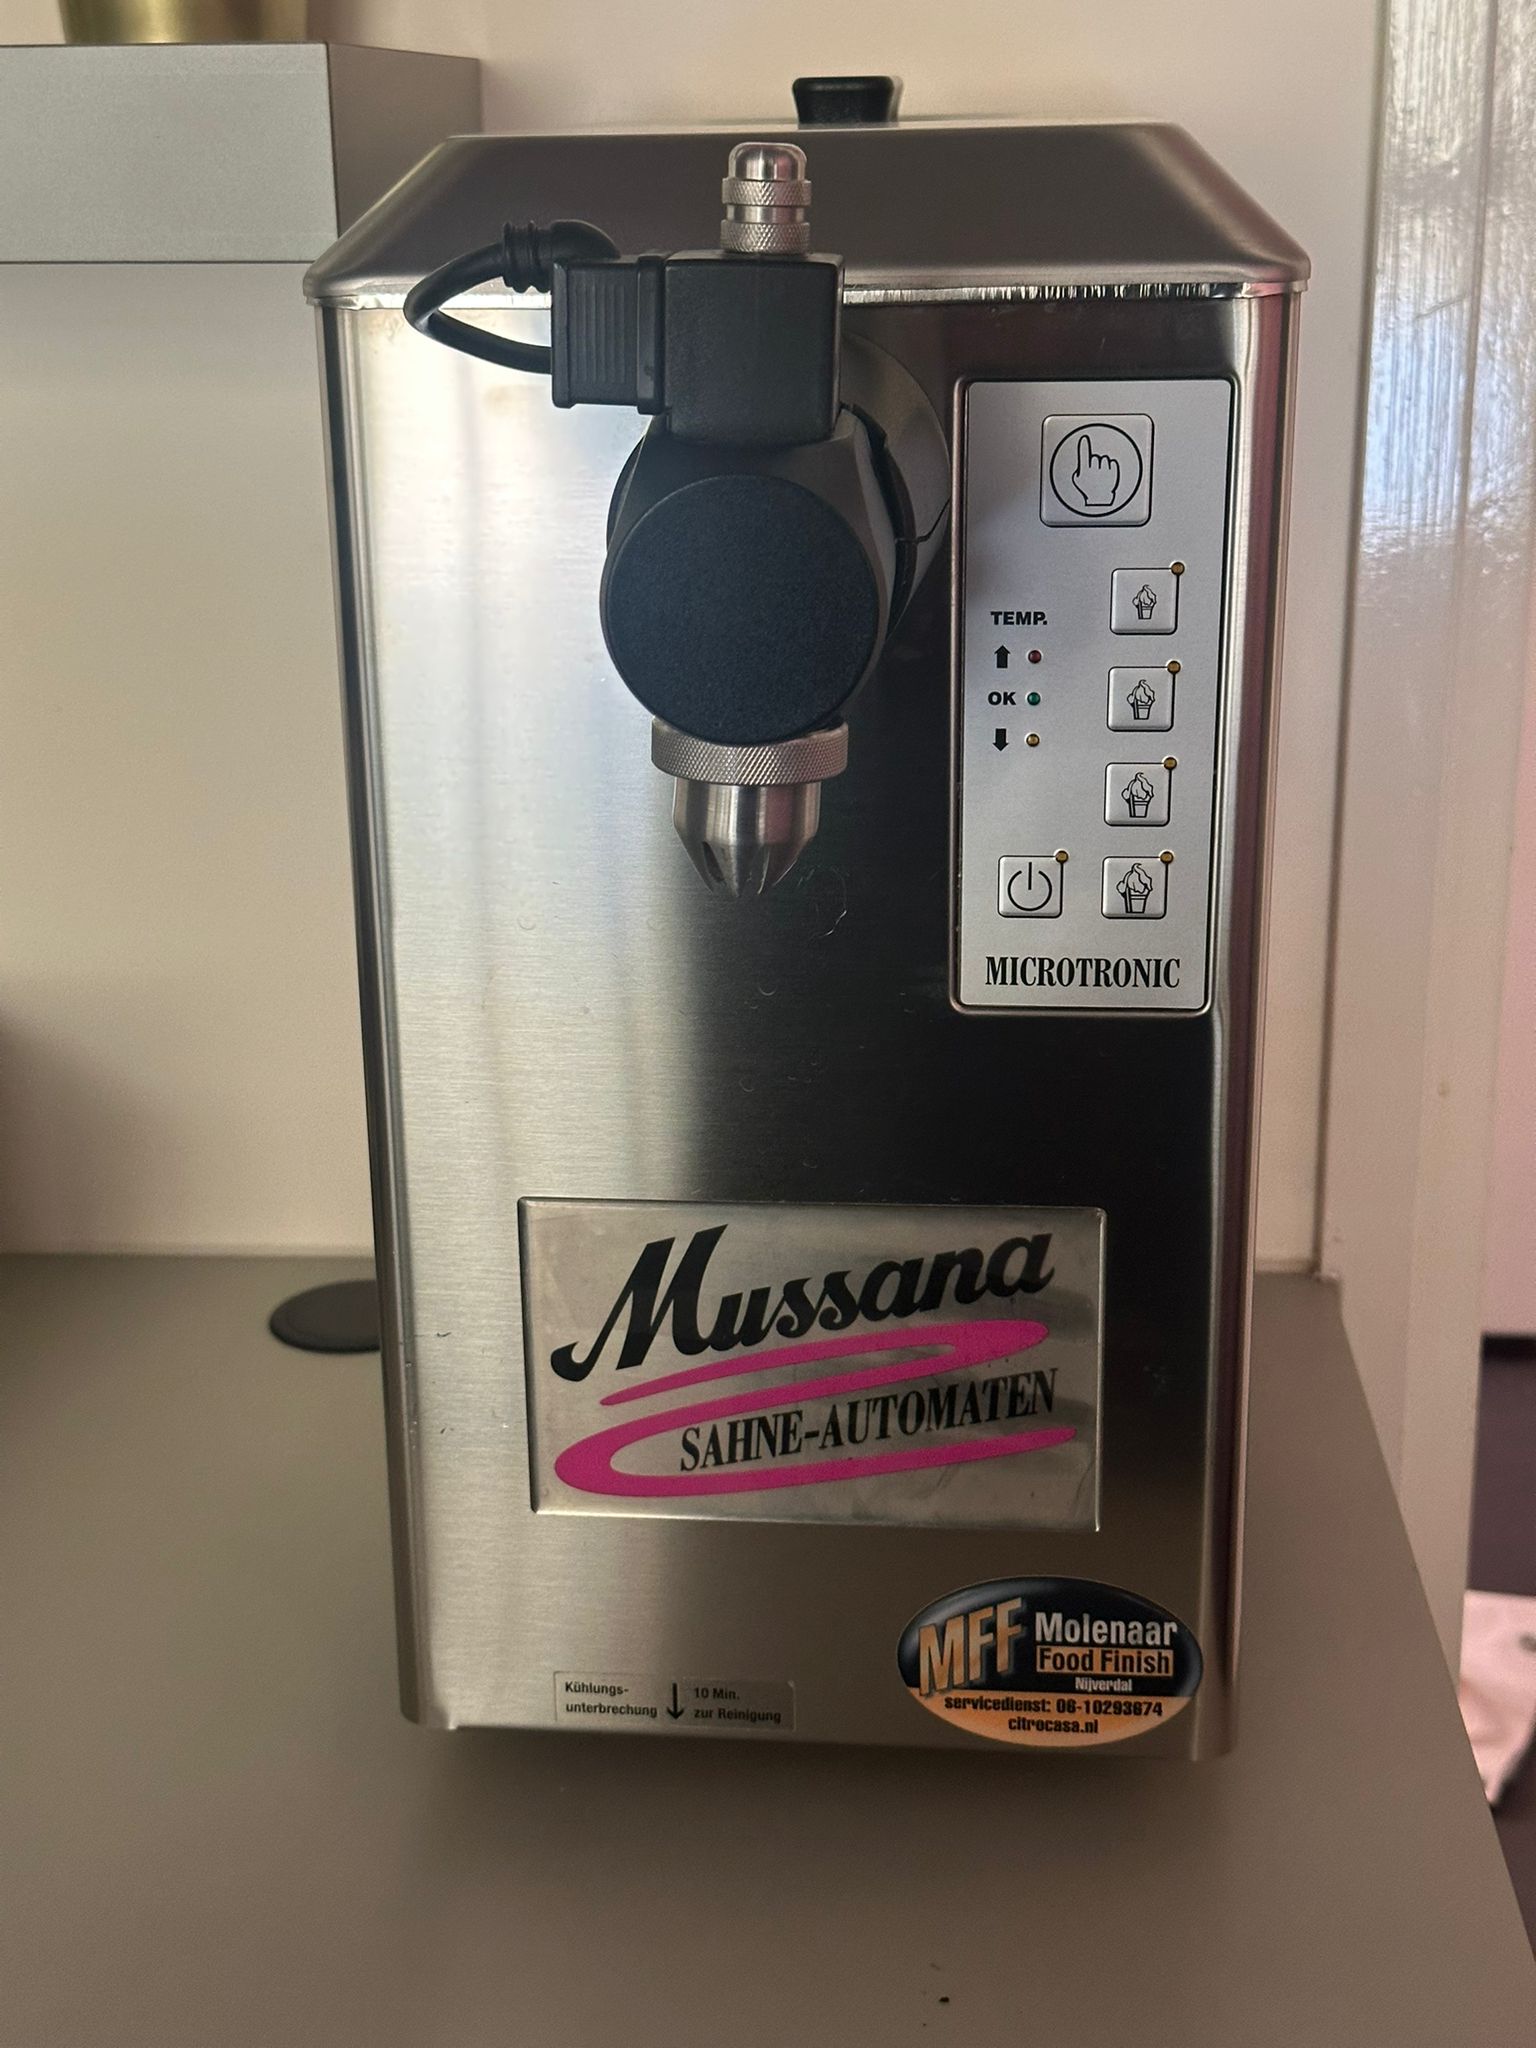 TEMP.
OK
MICROTRONIC
Mussana
SAHNE-AUTOMATEN
MFF
Molenaar
Food Finish
Nijverdal
servicedienst: 06-10293674
citrocasa.nl
Kühlungs-
unterbrechung
10 Min.
zur Reinigung